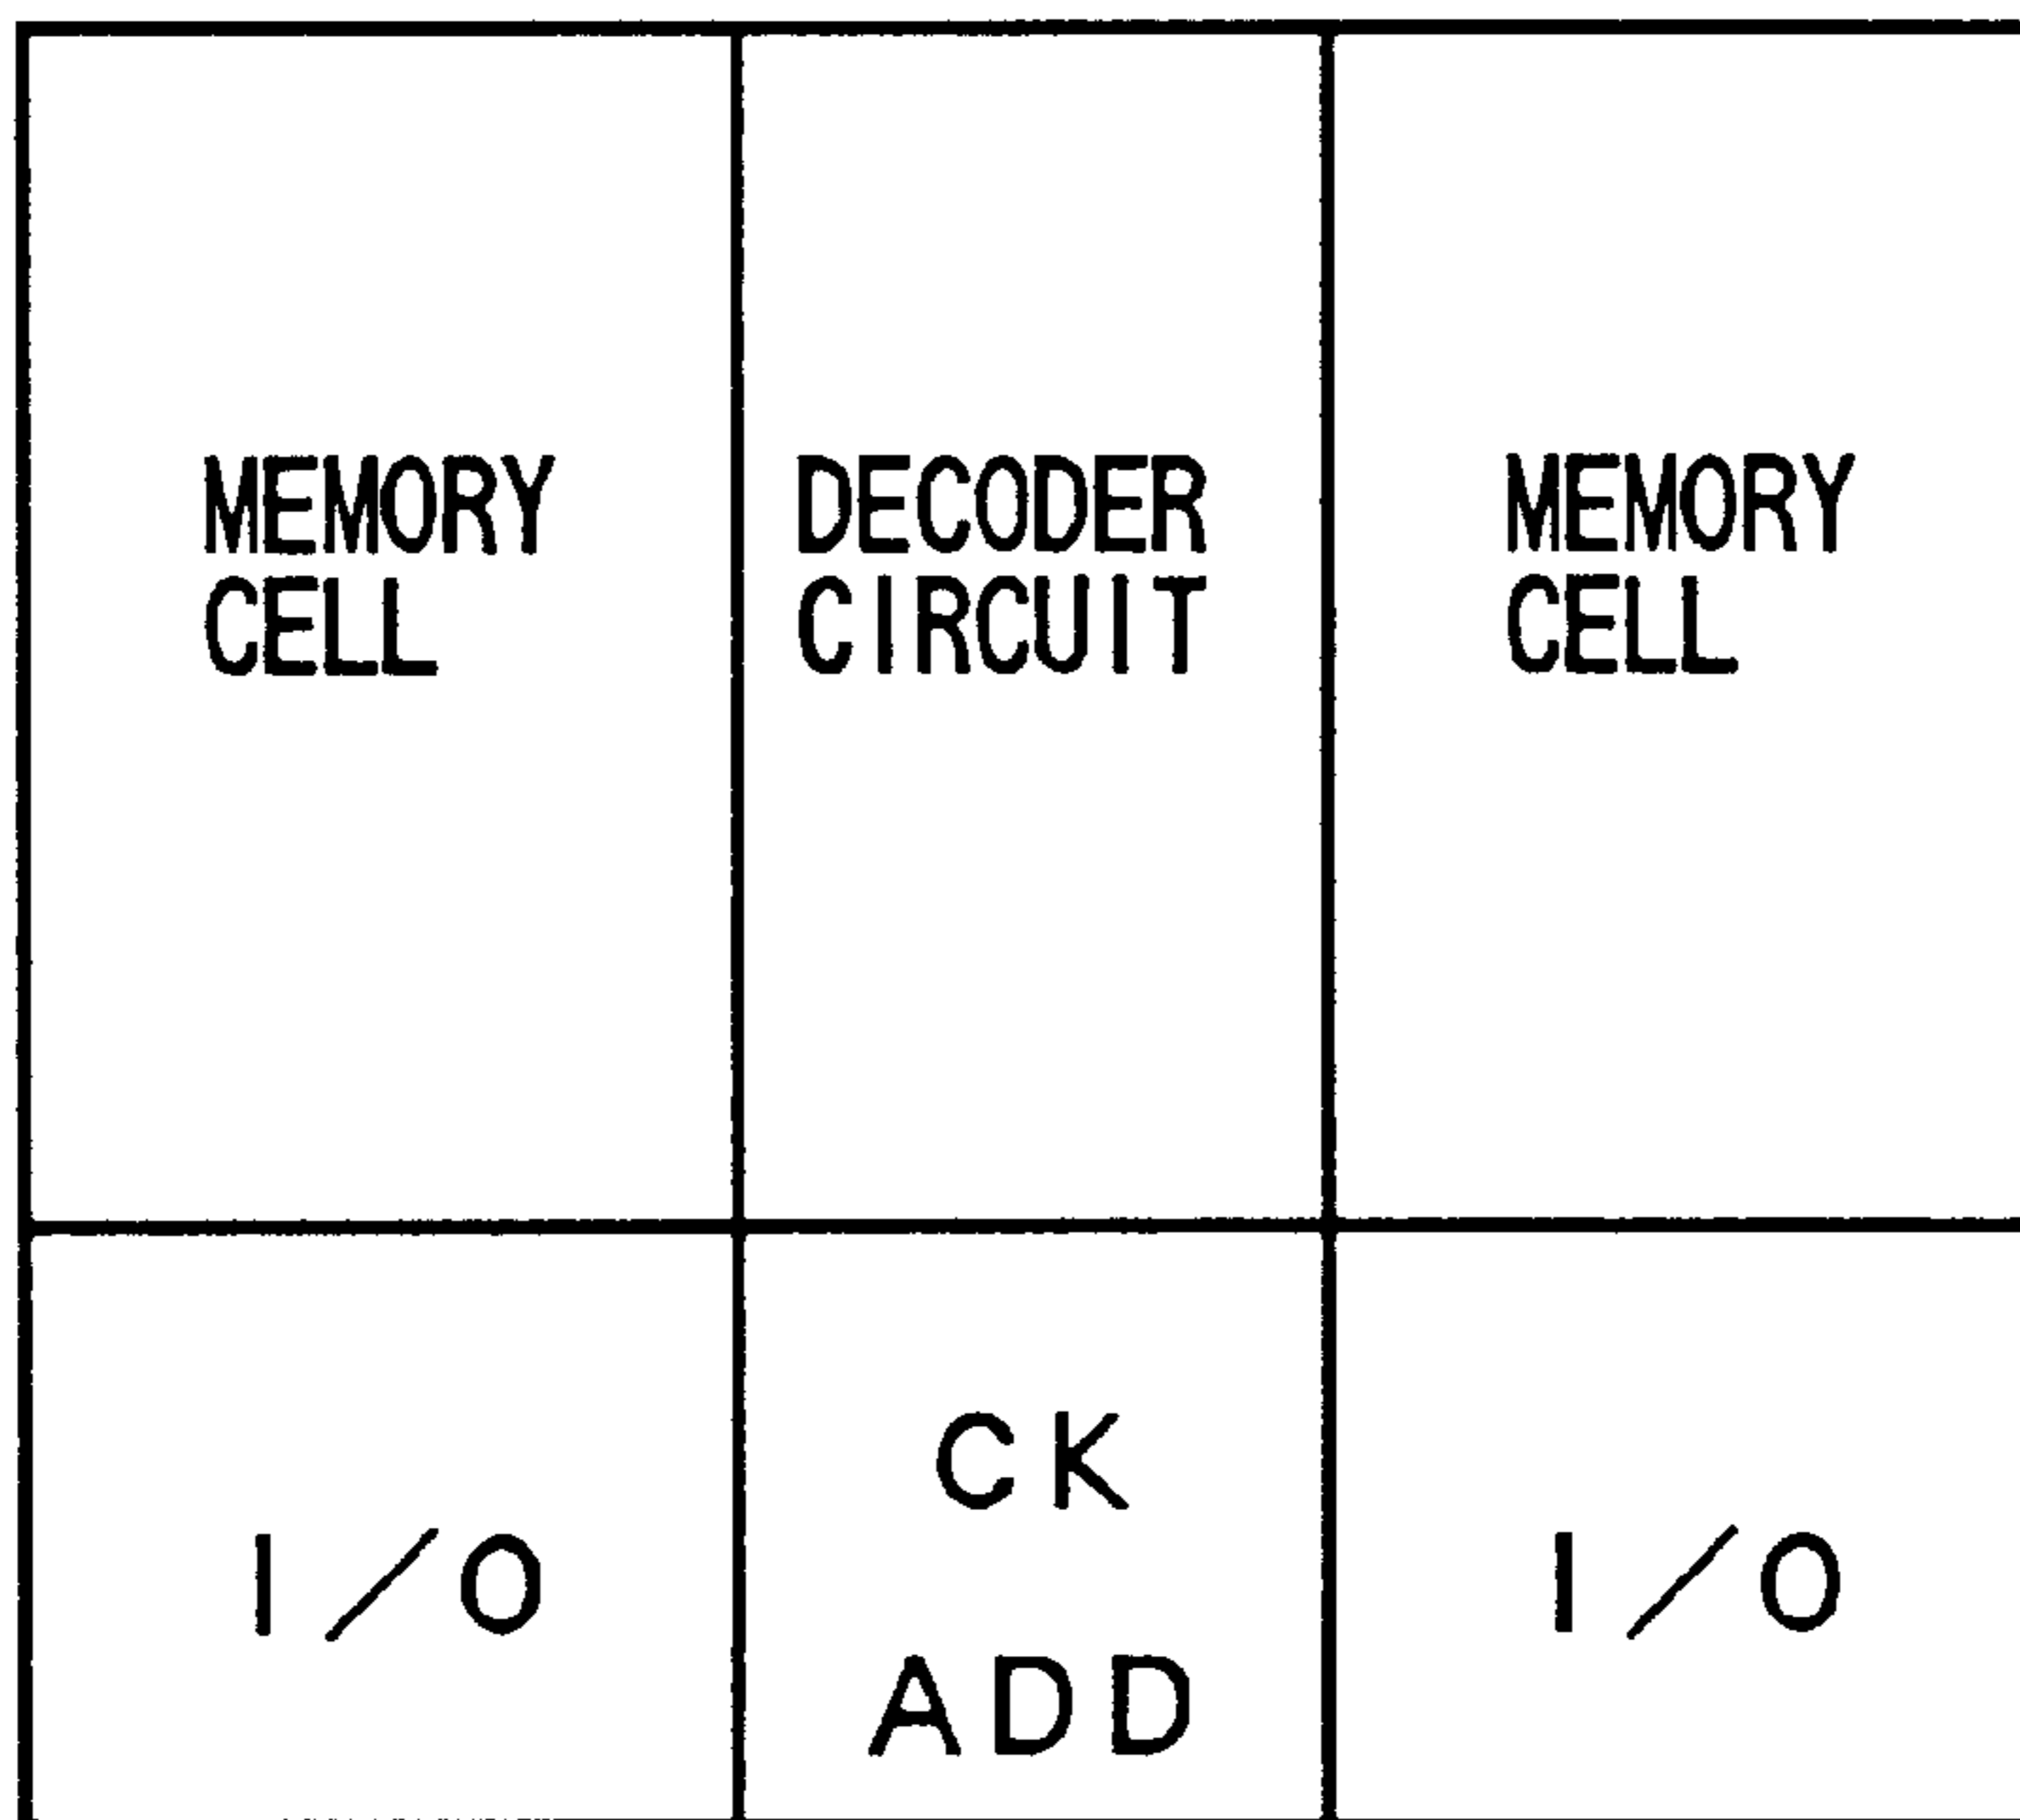 MEMORY
CELL
DECODER
CIRCUIT
MEMORY
CELL
I/O
CK
ADD
I/O